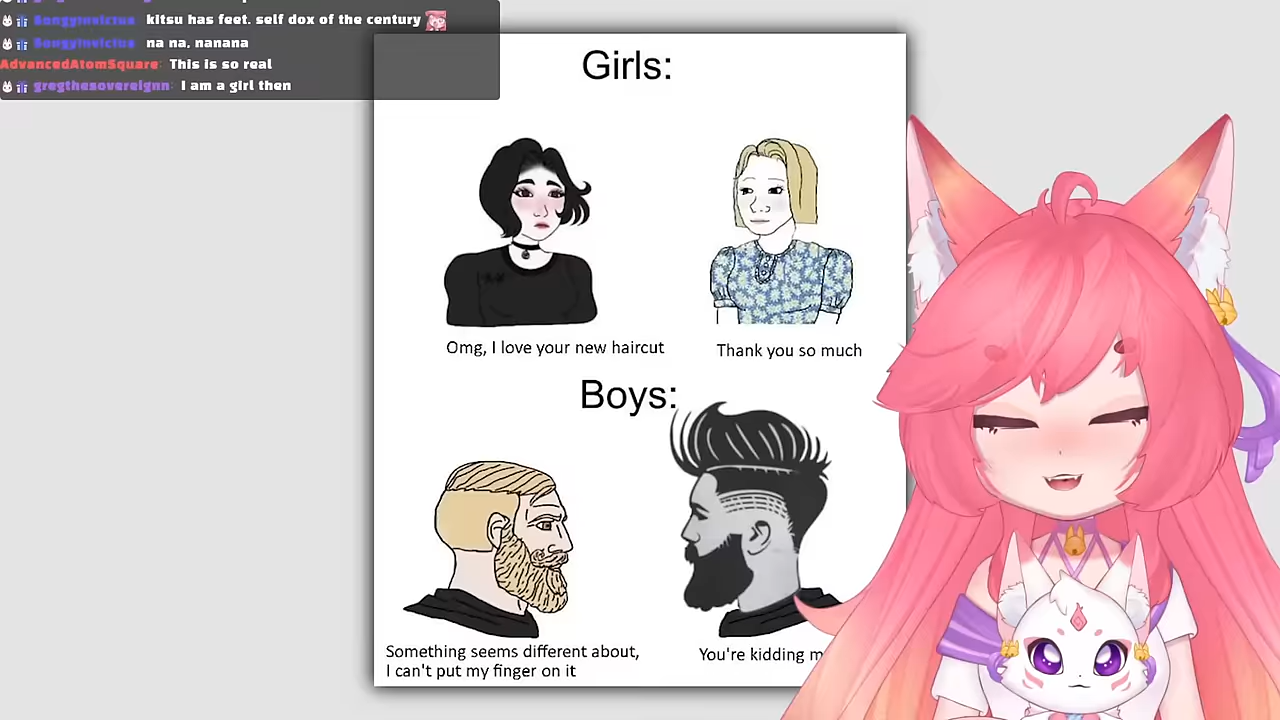 kitsu has feet. self dox of the century
na na, nanana
AdvancedAtomSquare: This is so real
gregthesovereignn: I am a girl then
Girls:
Omg, I love your new haircut
Thank you so much
Boys:
Something seems different about,
I can't put my finger on it
You're kidding